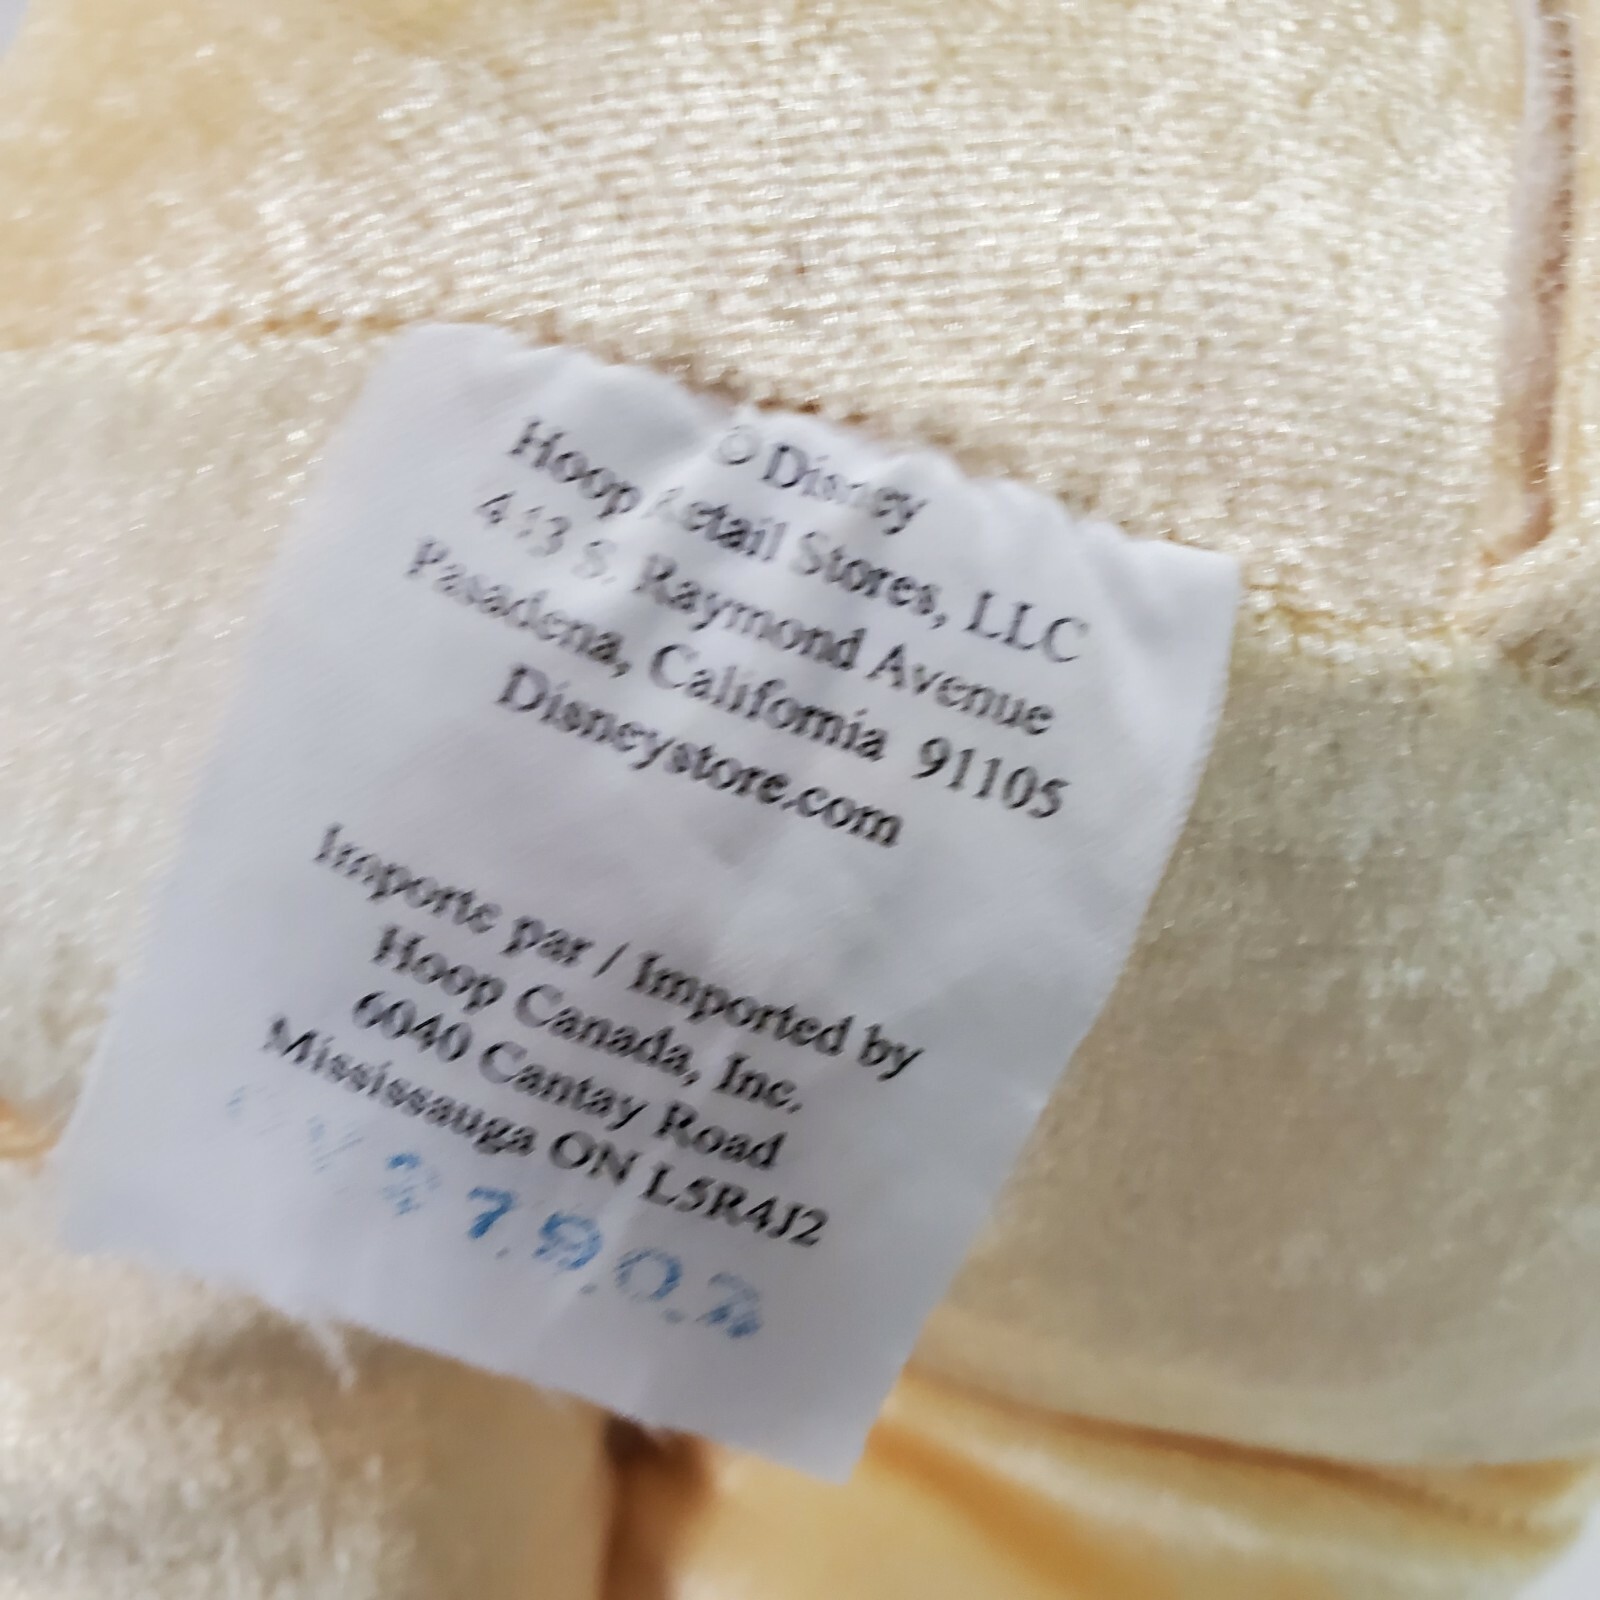 © Disney
Hoop Retail Stores, LLC
443 S. Raymond Avenue
Pasadena, California 91105
Disneystore.com
Importe par / Imported by
Hoop Canada, Inc.
6040 Cantay Road
Mississauga ON L5R4J2